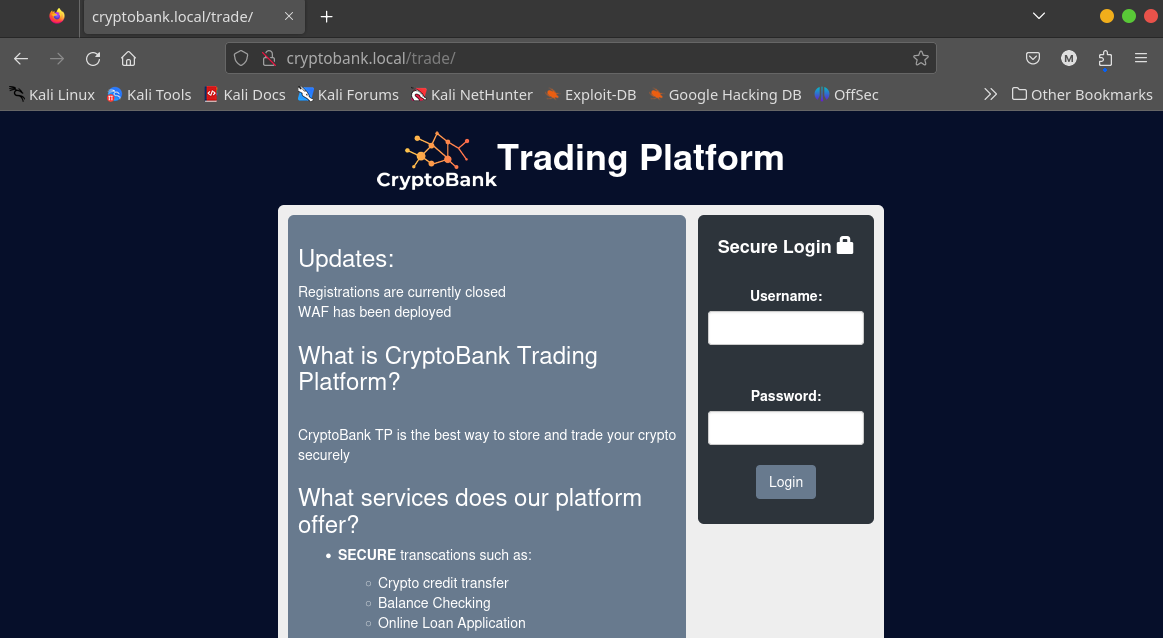 cryptobank.local/trade/
cryptobank.local/trade/
M
Kali Linux Kali Tools Kali Docs Kali Forums Kali NetHunter Exploit-DB Google Hacking DB OffSec Other Bookmarks
CryptoBank Trading Platform
Updates:
Registrations are currently closed
WAF has been deployed
What is CryptoBank Trading
Platform?
CryptoBank TP is the best way to store and trade your crypto
securely
What services does our platform
offer?
SECURE transcations such as:
Crypto credit transfer
Balance Checking
Online Loan Application
Secure Login
Username:
Password:
Login